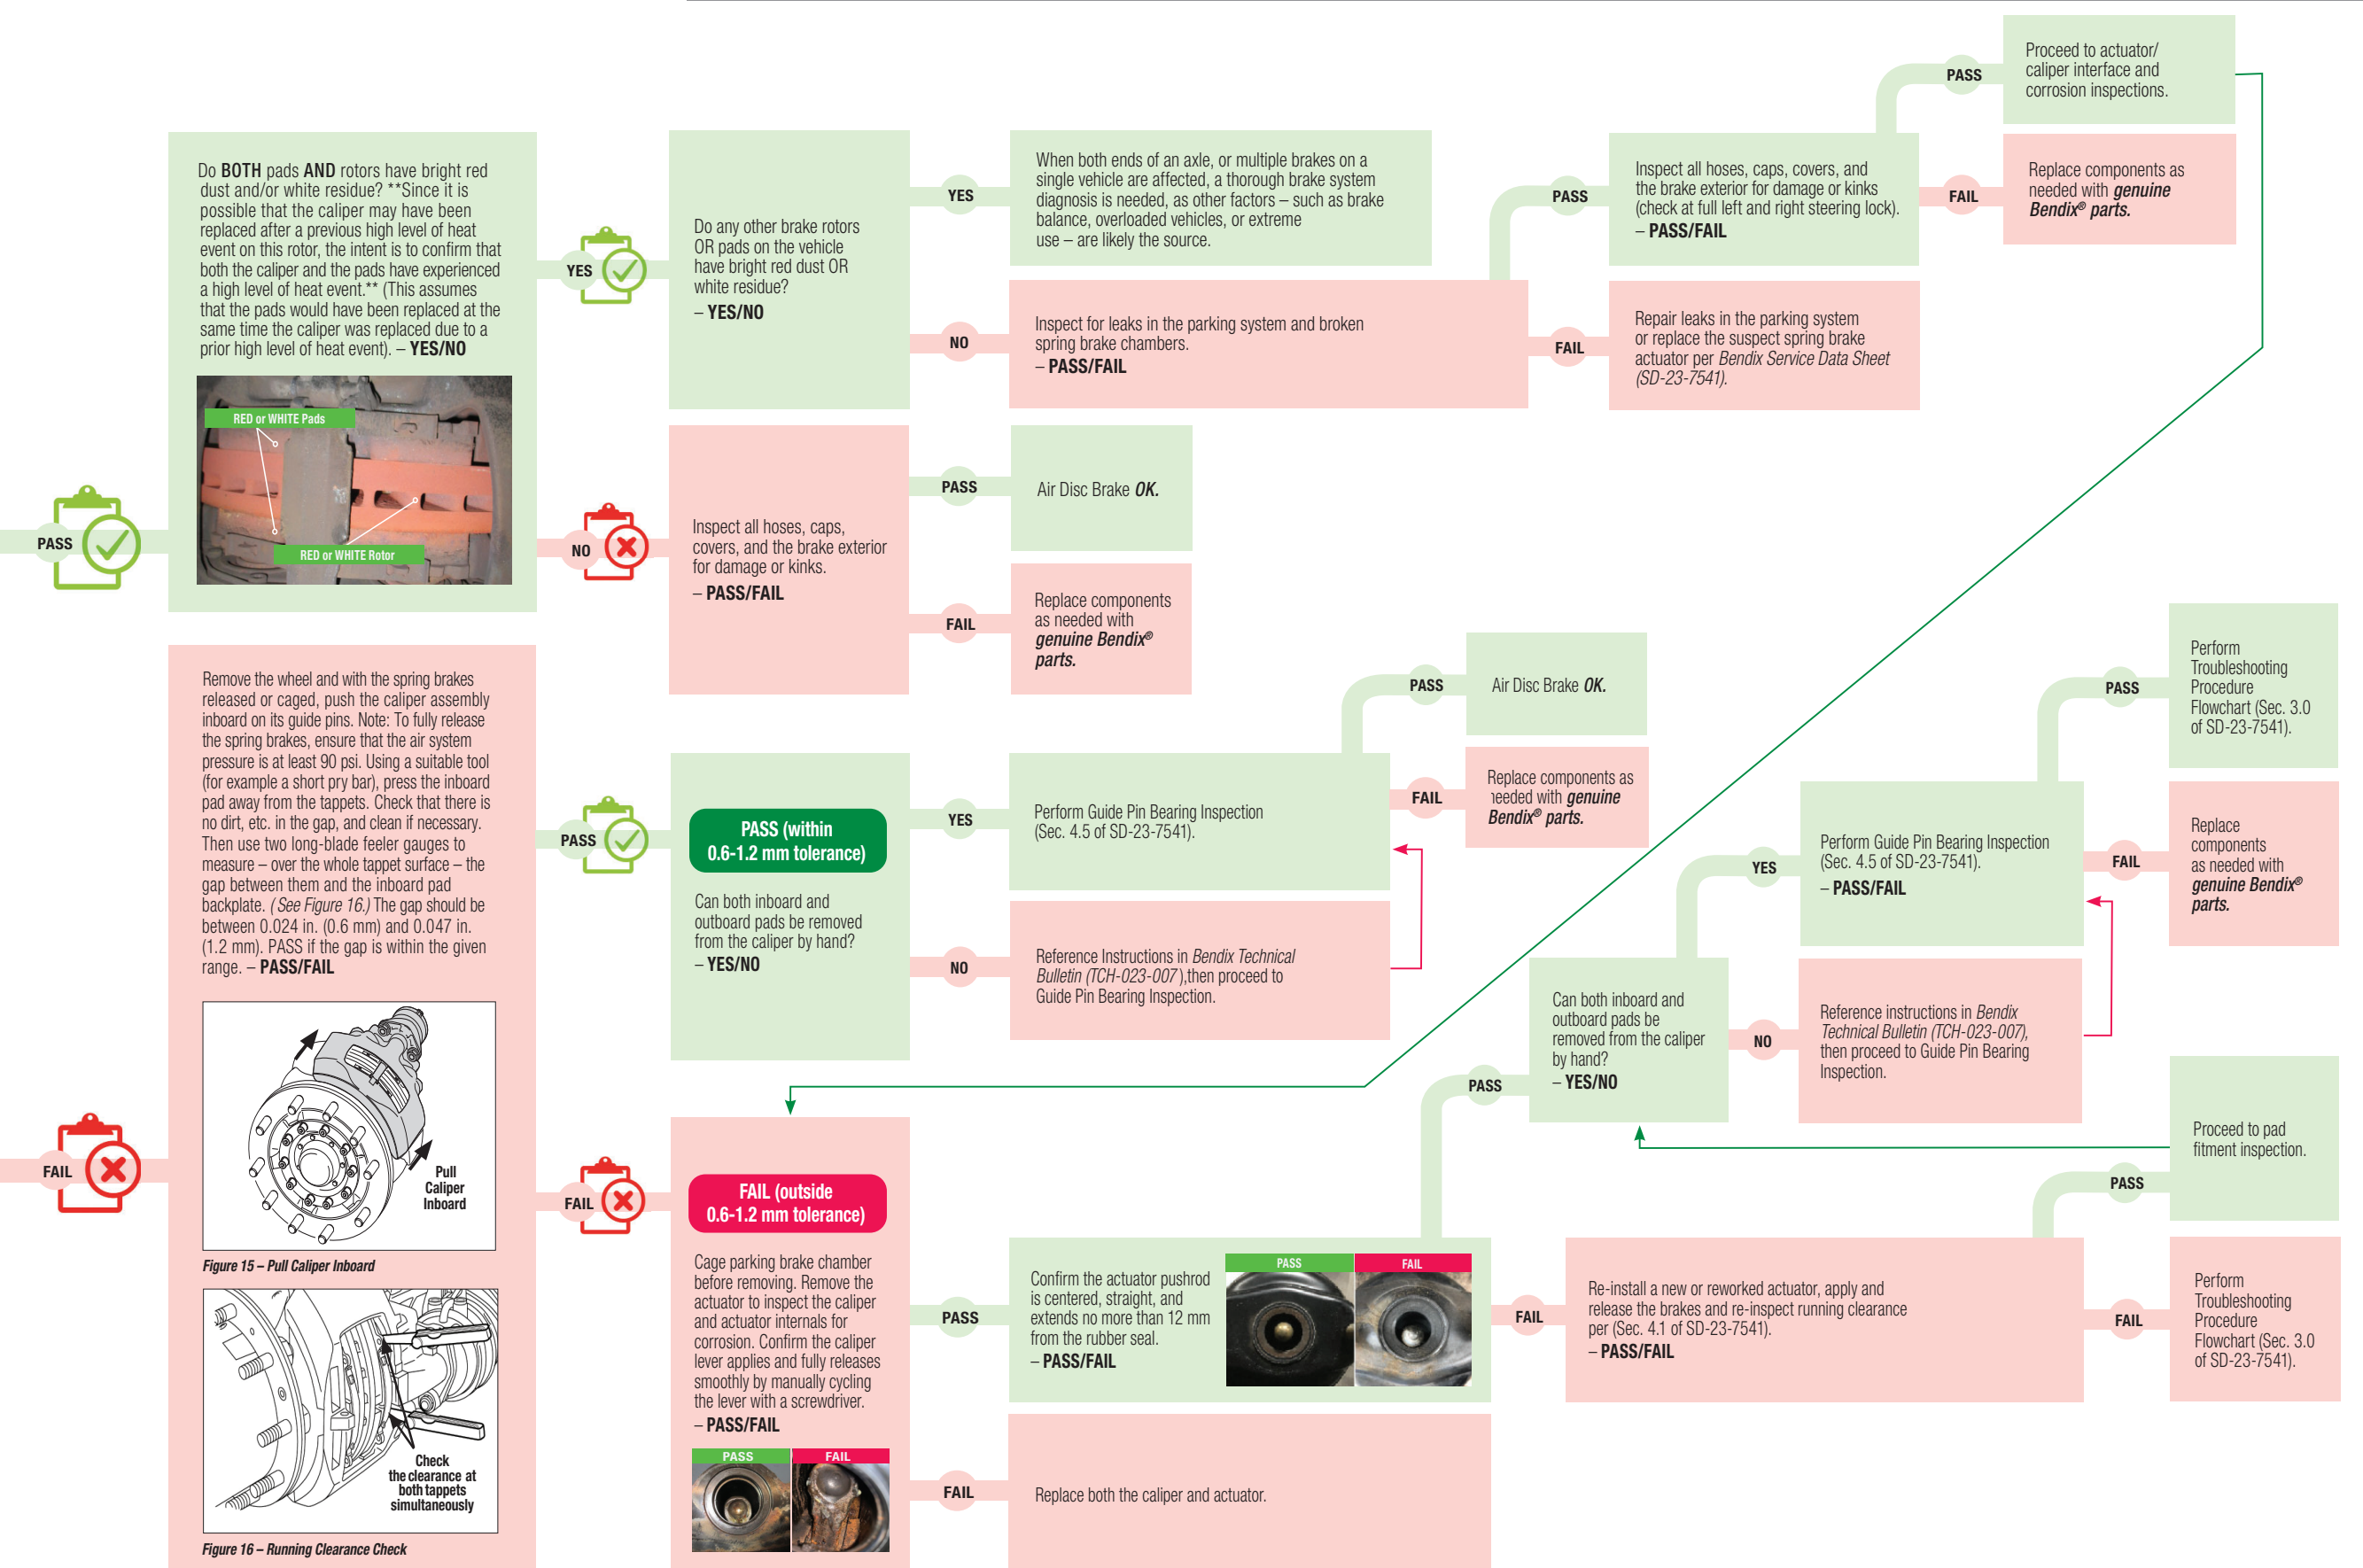 PASS
Do BOTH pads AND rotors have bright red
dust and/or white residue? **Since it is
possible that the caliper may have been
replaced after a previous high level of heat
event on this rotor, the intent is to confirm that
both the caliper and the pads have experienced
a high level of heat event.** (This assumes
that the pads would have been replaced at the
same time the caliper was replaced due to a
prior high level of heat event). – YES/NO
RED or WHITE Pads
RED or WHITE Rotor
YES
Do any other brake rotors
OR pads on the vehicle
have bright red dust OR
white residue?
– YES/NO
YES
When both ends of an axle, or multiple brakes on a
single vehicle are affected, a thorough brake system
diagnosis is needed, as other factors – such as brake
balance, overloaded vehicles, or extreme
use – are likely the source.
NO
Inspect for leaks in the parking system and broken
spring brake chambers.
– PASS/FAIL
PASS
Inspect all hoses, caps, covers, and
the brake exterior for damage or kinks
(check at full left and right steering lock).
– PASS/FAIL
PASS
Proceed to actuator/
caliper interface and
corrosion inspections.
FAIL
Replace components as
needed with genuine
Bendix® parts.
FAIL
Repair leaks in the parking system
or replace the suspect spring brake
actuator per Bendix Service Data Sheet
(SD-23-7541).
NO
Inspect all hoses, caps,
covers, and the brake exterior
for damage or kinks.
– PASS/FAIL
PASS
Air Disc Brake OK.
FAIL
Replace components
as needed with
genuine Bendix®
parts.
FAIL
Remove the wheel and with the spring brakes
released or caged, push the caliper assembly
inboard on its guide pins. Note: To fully release
the spring brakes, ensure that the air system
pressure is at least 90 psi. Using a suitable tool
(for example a short pry bar), press the inboard
pad away from the tappets. Check that there is
no dirt, etc. in the gap, and clean if necessary.
Then use two long-blade feeler gauges to
measure – over the whole tappet surface – the
gap between them and the inboard pad
backplate. (See Figure 16.) The gap should be
between 0.024 in. (0.6 mm) and 0.047 in.
(1.2 mm). PASS if the gap is within the given
range. – PASS/FAIL
Pull
Caliper
Inboard
Figure 15 – Pull Caliper Inboard
Check
the clearance at
both tappets
simultaneously
Figure 16 – Running Clearance Check
PASS
PASS (within
0.6-1.2 mm tolerance)
Can both inboard and
outboard pads be removed
from the caliper by hand?
– YES/NO
YES
Perform Guide Pin Bearing Inspection
(Sec. 4.5 of SD-23-7541).
PASS
Air Disc Brake OK.
FAIL
Replace components as
needed with genuine
Bendix® parts.
NO
Reference Instructions in Bendix Technical
Bulletin (TCH-023-007),then proceed to
Guide Pin Bearing Inspection.
FAIL
FAIL (outside
0.6-1.2 mm tolerance)
Cage parking brake chamber
before removing. Remove the
actuator to inspect the caliper
and actuator internals for
corrosion. Confirm the caliper
lever applies and fully releases
smoothly by manually cycling
the lever with a screwdriver.
– PASS/FAIL
PASS
FAIL
PASS
Confirm the actuator pushrod
is centered, straight, and
extends no more than 12 mm
from the rubber seal.
– PASS/FAIL
PASS
FAIL
FAIL
Replace both the caliper and actuator.
PASS
Can both inboard and
outboard pads be
removed from the caliper
by hand?
– YES/NO
YES
Perform Guide Pin Bearing Inspection
(Sec. 4.5 of SD-23-7541).
– PASS/FAIL
PASS
Perform
Troubleshooting
Procedure
Flowchart (Sec. 3.0
of SD-23-7541).
FAIL
Replace
components
as needed with
genuine Bendix®
parts.
NO
Reference instructions in Bendix
Technical Bulletin (TCH-023-007),
then proceed to Guide Pin Bearing
Inspection.
FAIL
Re-install a new or reworked actuator, apply and
release the brakes and re-inspect running clearance
per (Sec. 4.1 of SD-23-7541).
– PASS/FAIL
PASS
Proceed to pad
fitment inspection.
FAIL
Perform
Troubleshooting
Procedure
Flowchart (Sec. 3.0
of SD-23-7541).